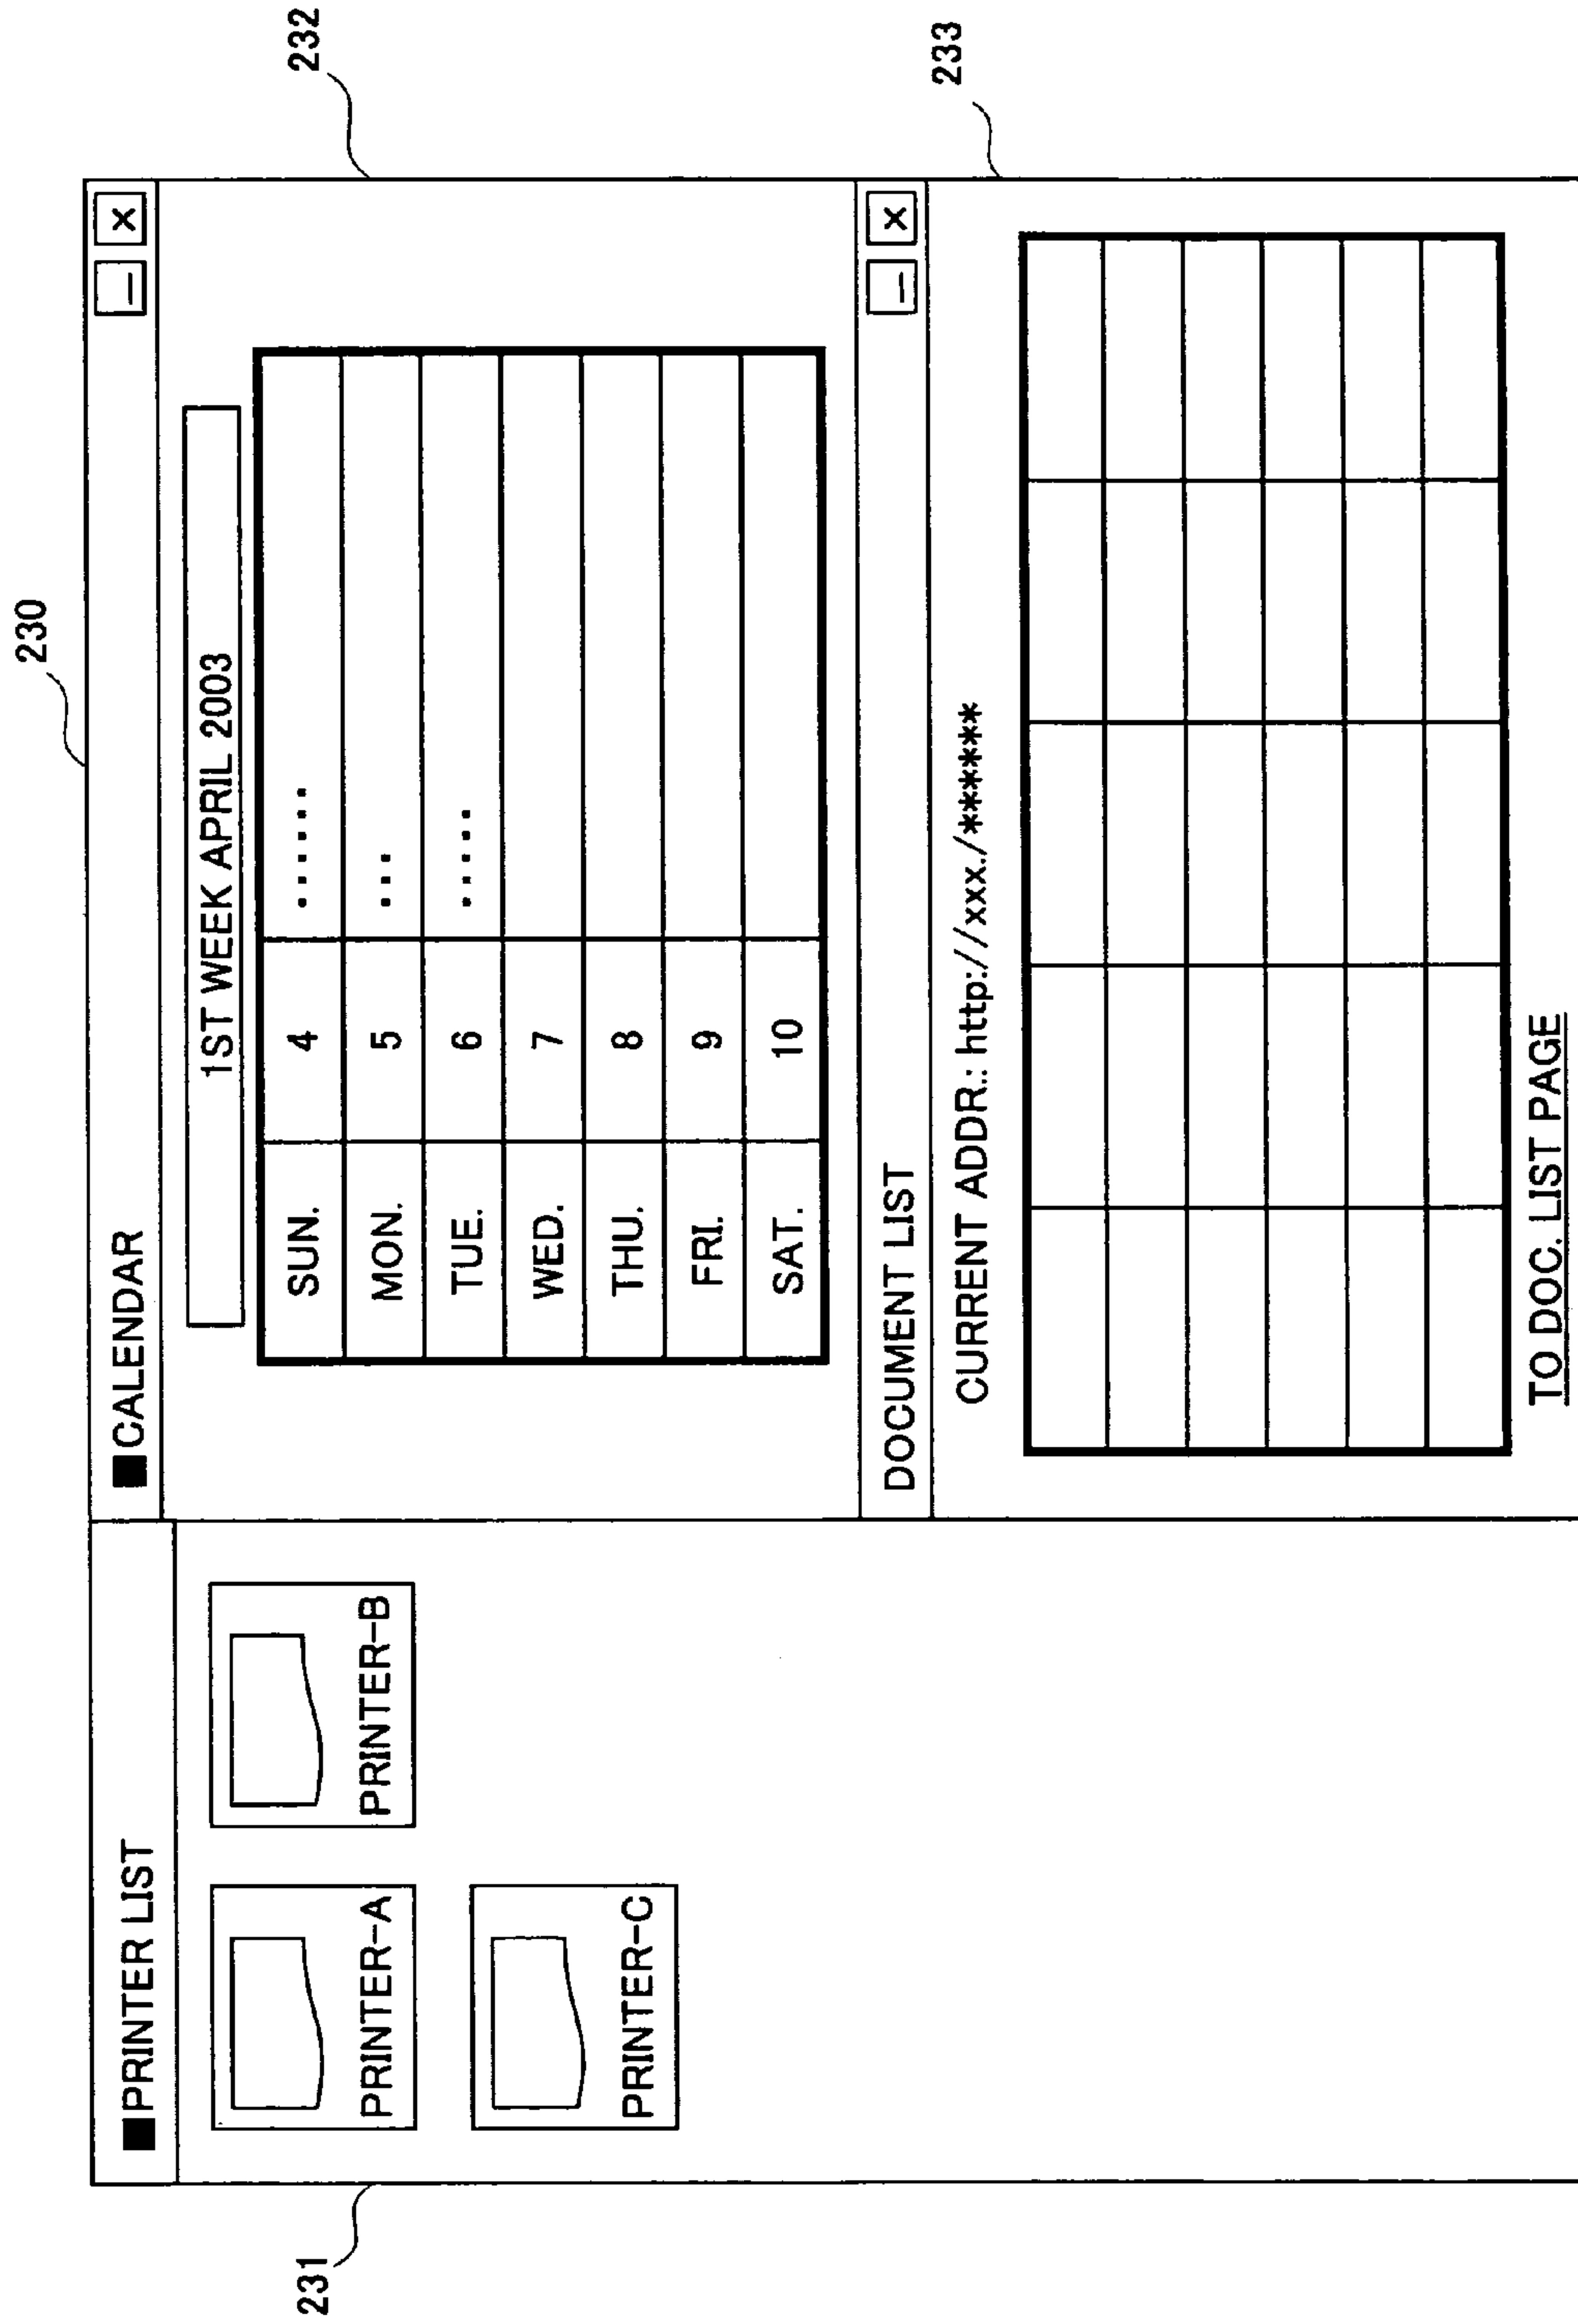 230
■PRINTER LIST
PRINTER-A
PRINTER-B
PRINTER-C
231
■CALENDAR
1ST WEEK APRIL 2003
SUN. 4 ......
MON. 5 ...
TUE. 6 .....
WED. 7
THU. 8
FRI. 9
SAT. 10
232
DOCUMENT LIST
CURRENT ADDR.: http://xxx./******
TO DOC. LIST PAGE
233